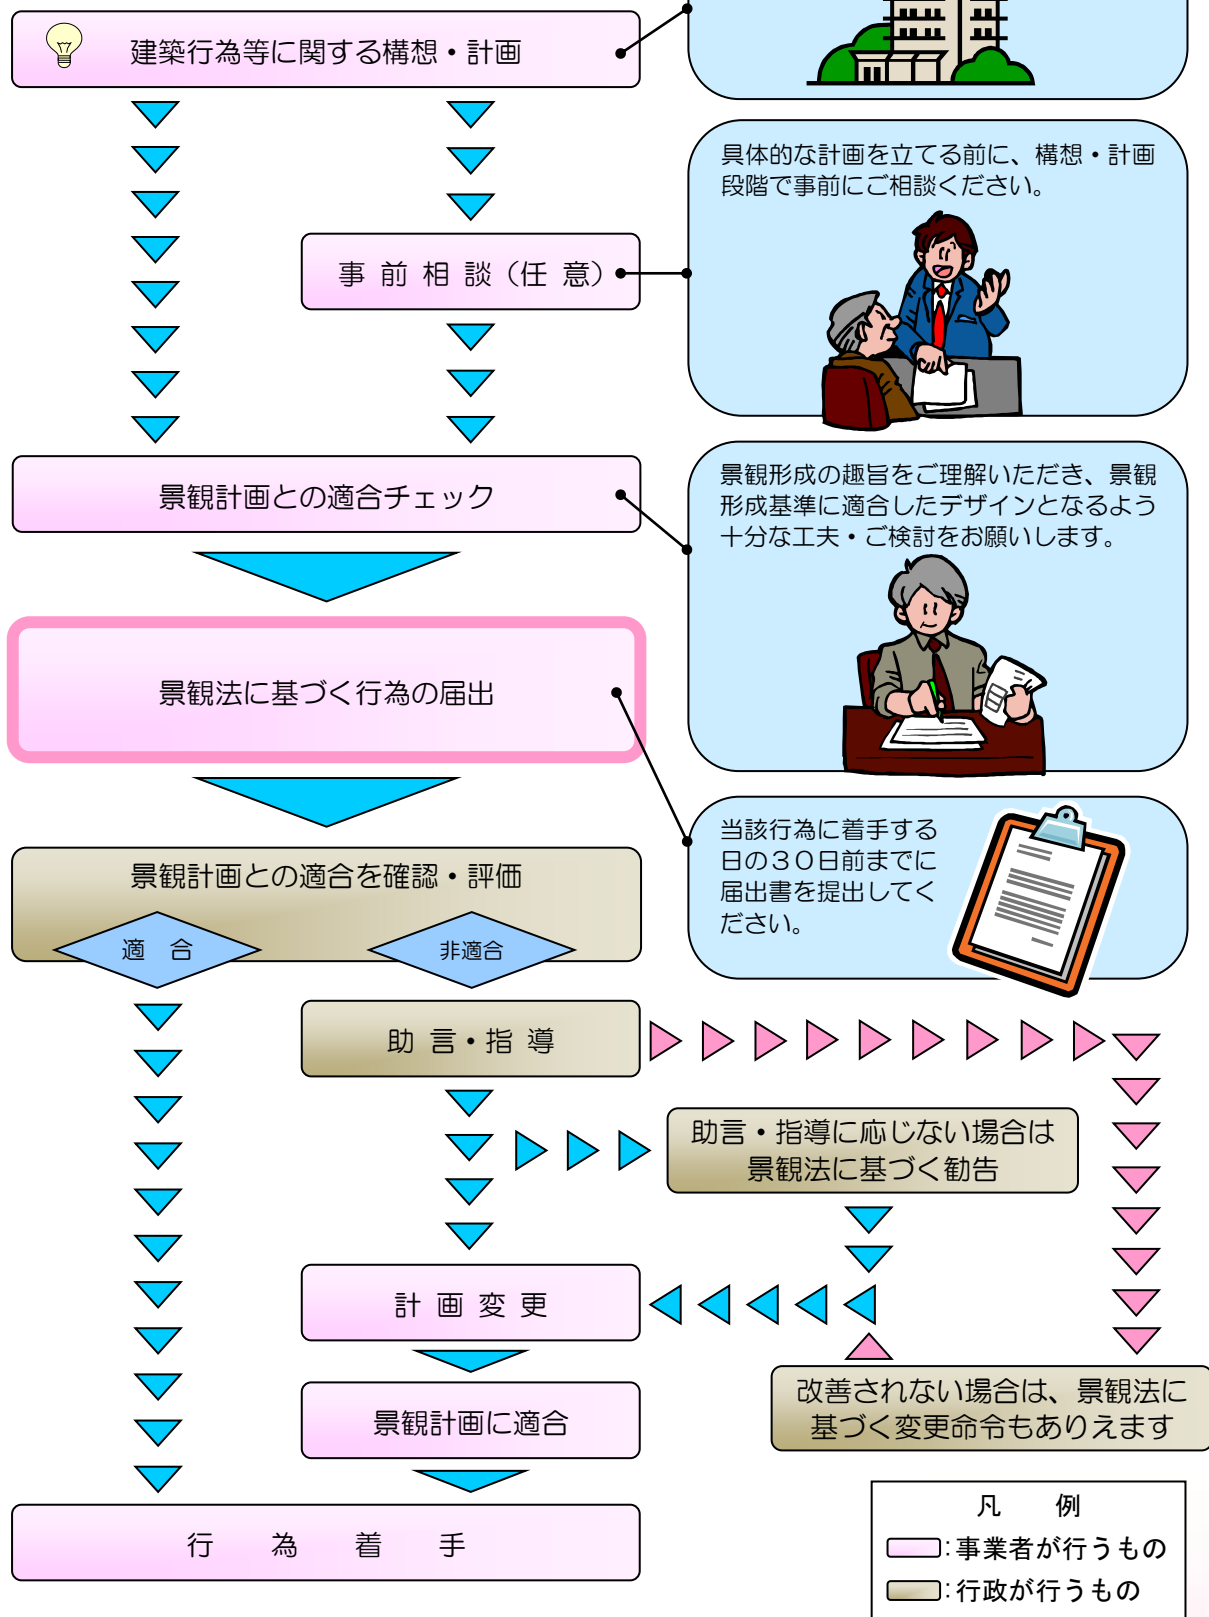 建築行為等に関する構想・計画
具体的な計画を立てる前に、構想・計画
段階で事前にご相談ください。
事前相談（任意）
景観計画との適合チェック
景観形成の趣旨をご理解いただき、景観
形成基準に適合したデザインとなるよう
十分な工夫・ご検討をお願いします。
景観法に基づく行為の届出
当該行為に着手する
日の３０日前までに
届出書を提出してく
ださい。
景観計画との適合を確認・評価
適　合
非適合
助言・指導
助言・指導に応じない場合は
景観法に基づく勧告
計画変更
改善されない場合は、景観法に
基づく変更命令もありえます
景観計画に適合
行　為　着　手
凡　例
：事業者が行うもの
：行政が行うもの